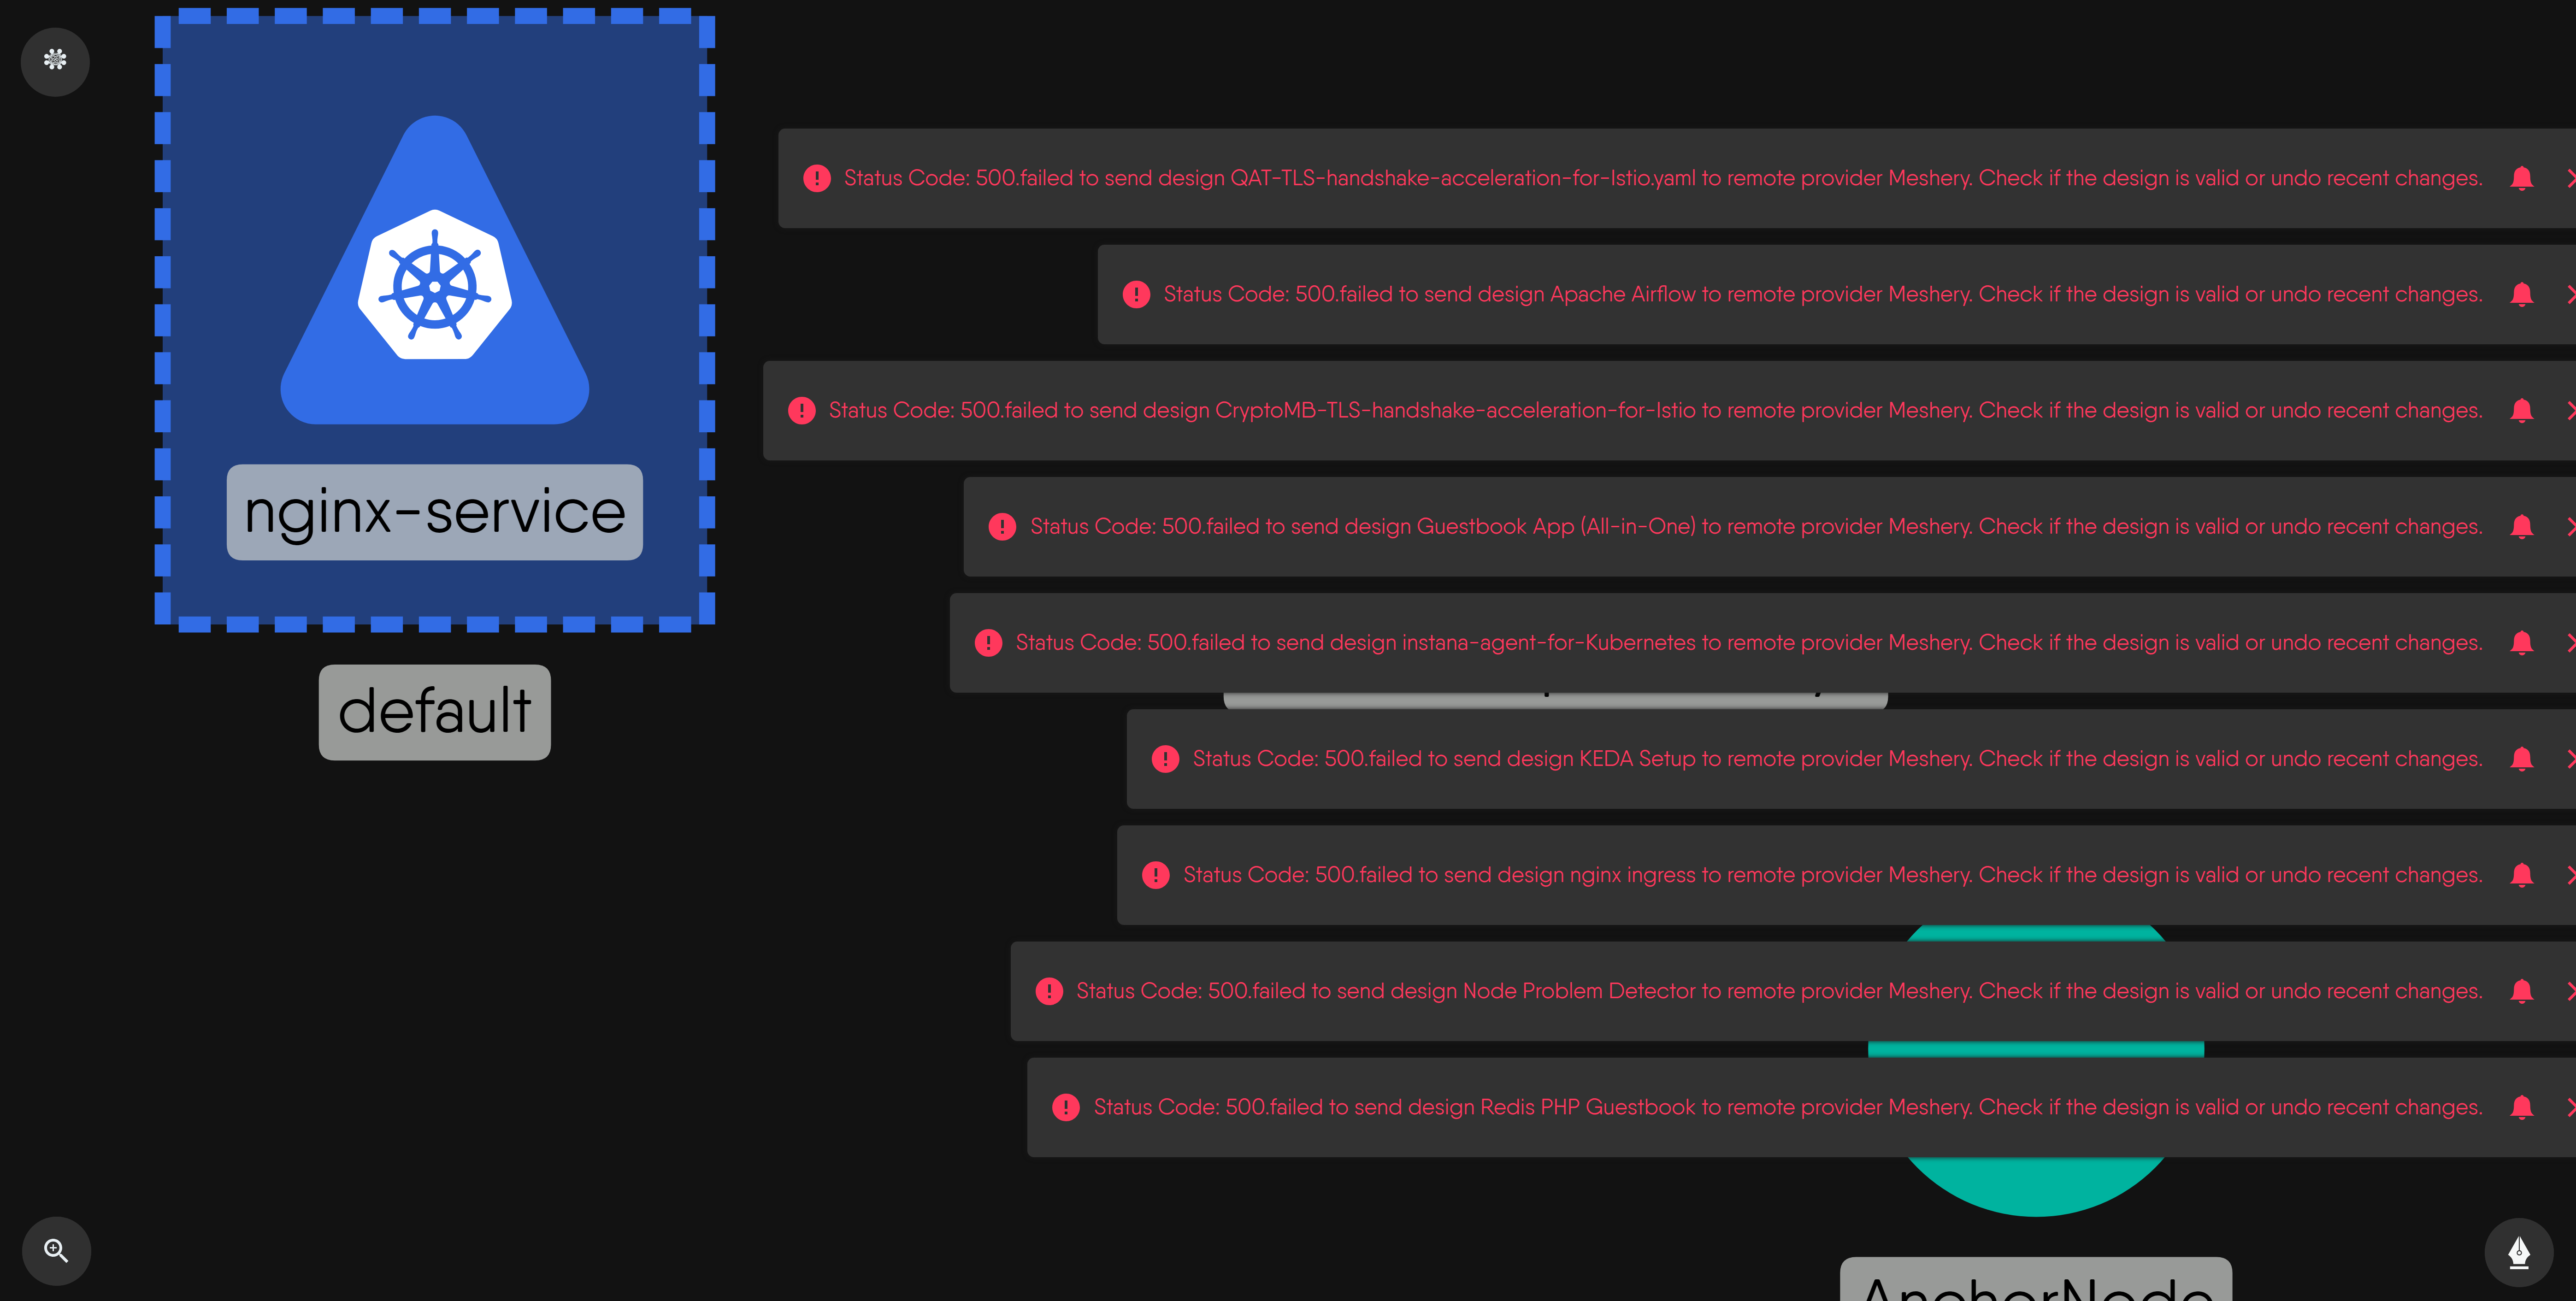 nginx-service
default
Status Code: 500.failed to send design QAT-TLS-handshake-acceleration-for-Istio.yaml to remote provider Meshery. Check if the design is valid or undo recent changes.
Status Code: 500.failed to send design Apache Airflow to remote provider Meshery. Check if the design is valid or undo recent changes.
Status Code: 500.failed to send design CryptoMB-TLS-handshake-acceleration-for-Istio to remote provider Meshery. Check if the design is valid or undo recent changes.
Status Code: 500.failed to send design Guestbook App (All-in-One) to remote provider Meshery. Check if the design is valid or undo recent changes.
Status Code: 500.failed to send design instana-agent-for-Kubernetes to remote provider Meshery. Check if the design is valid or undo recent changes.
Status Code: 500.failed to send design KEDA Setup to remote provider Meshery. Check if the design is valid or undo recent changes.
Status Code: 500.failed to send design nginx ingress to remote provider Meshery. Check if the design is valid or undo recent changes.
Status Code: 500.failed to send design Node Problem Detector to remote provider Meshery. Check if the design is valid or undo recent changes.
Status Code: 500.failed to send design Redis PHP Guestbook to remote provider Meshery. Check if the design is valid or undo recent changes.
AnchorNode